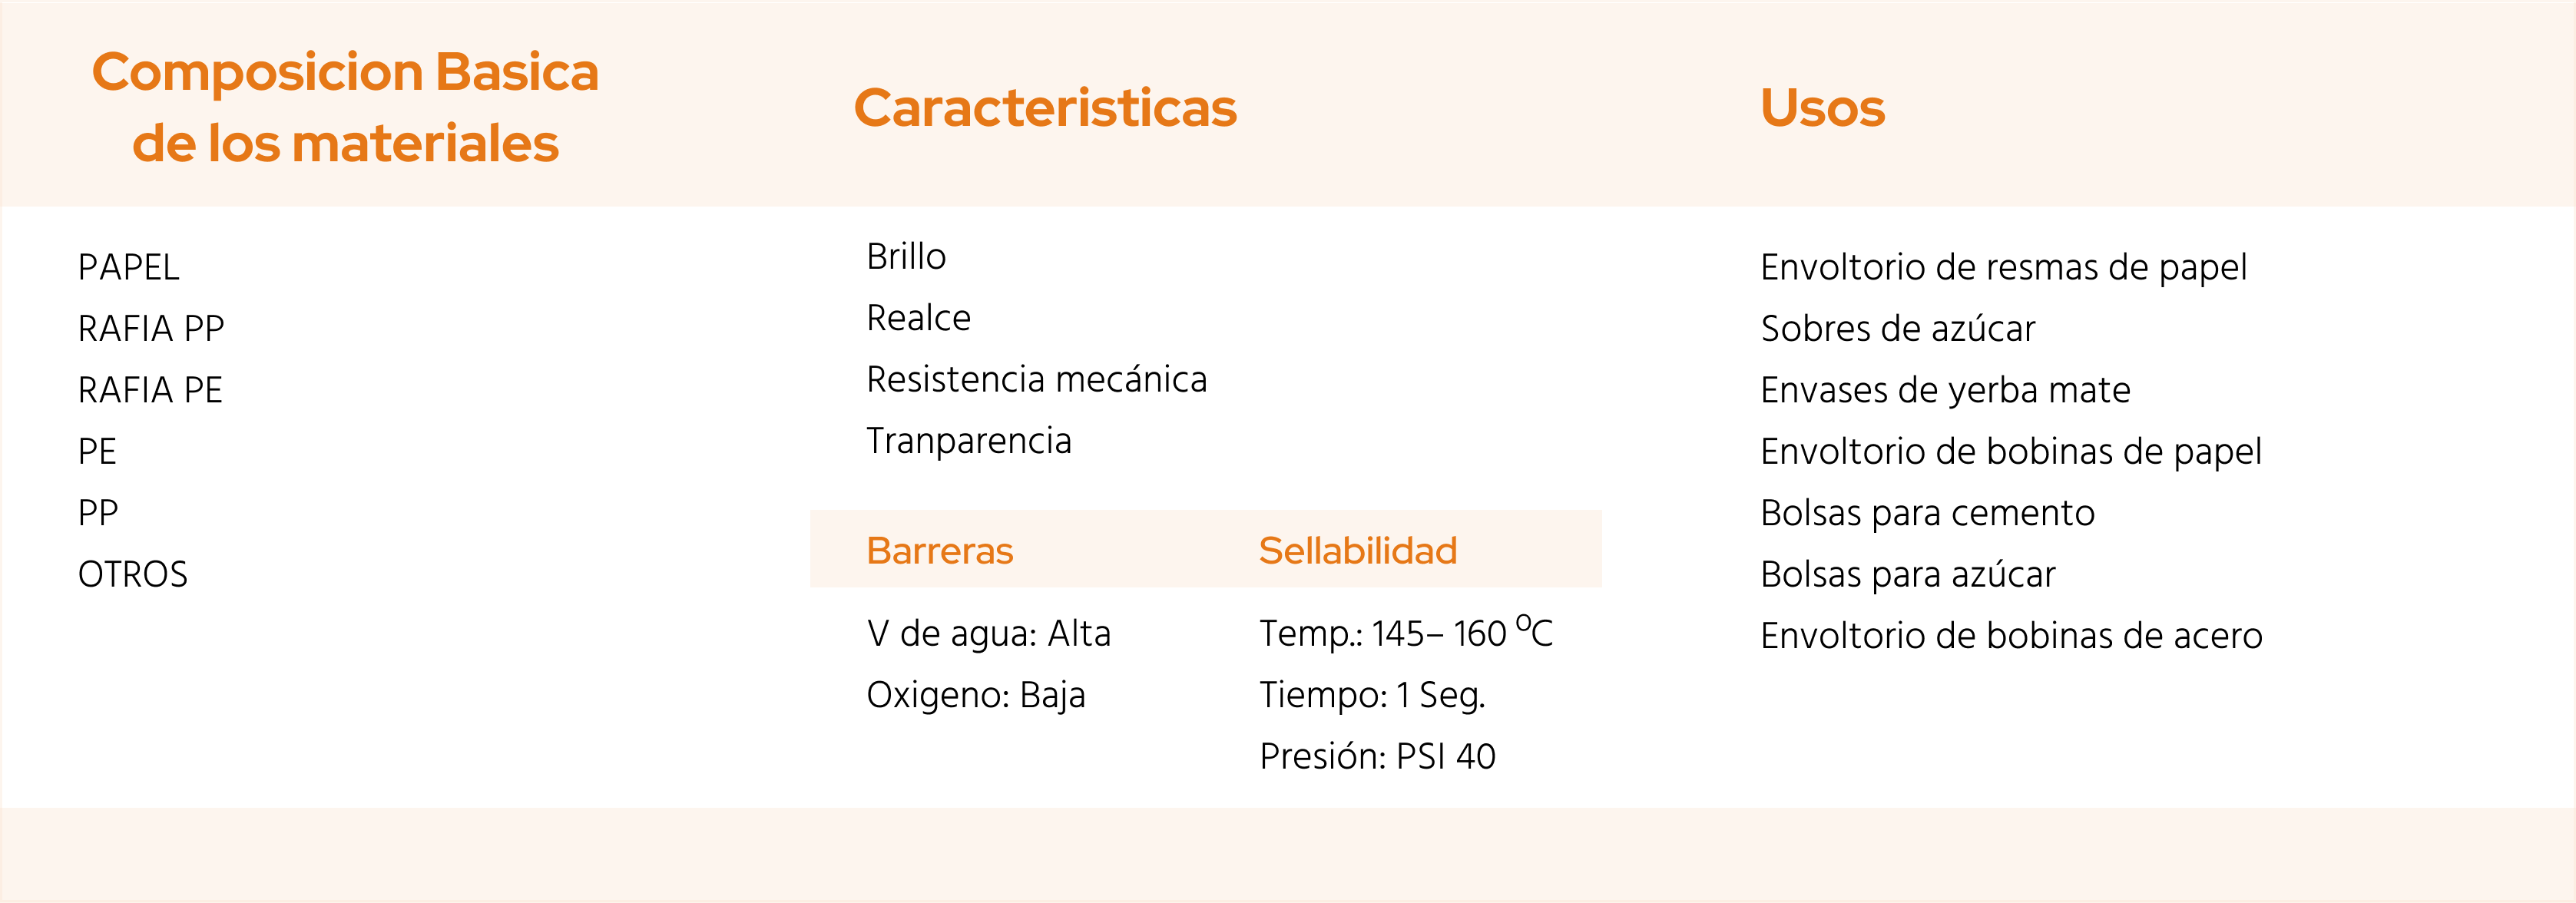 Composicion Basica
de los materiales
Caracteristicas
Usos
PAPEL
RAFIA PP
RAFIA PE
PE
PP
OTROS
Brillo
Realce
Resistencia mecánica
Tranparencia
Barreras
V de agua: Alta
Oxigeno: Baja
Sellabilidad
Temp.: 145– 160 ⁰C
Tiempo: 1 Seg.
Presión: PSI 40
Envoltorio de resmas de papel
Sobres de azúcar
Envases de yerba mate
Envoltorio de bobinas de papel
Bolsas para cemento
Bolsas para azúcar
Envoltorio de bobinas de acero